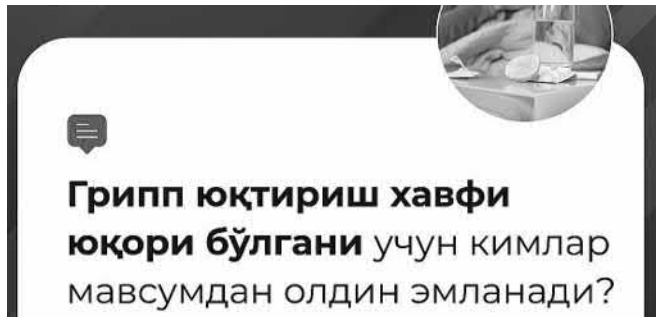 Грипп юқтириш хавфи
юқори бўлгани учун кимлар
мавсумдан олдин эмланади?